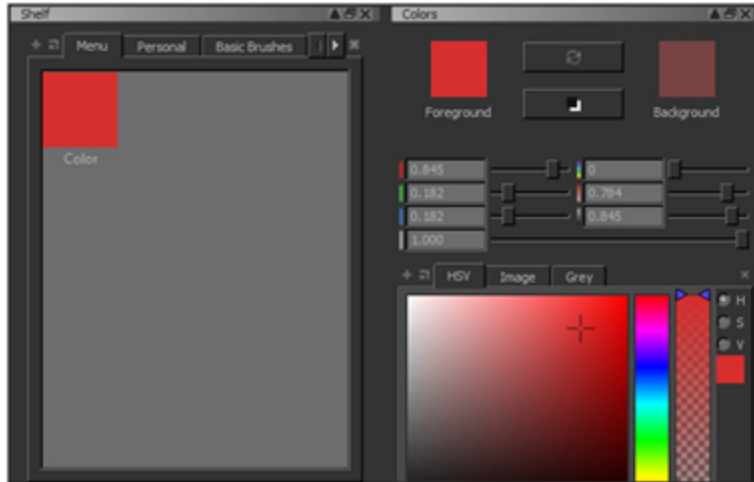 Shelf
Menu Personal Basic Brushes
Color
Colors
Foreground Background
0.845 0
0.182 0.784
0.182 0.845
1.000
HSV Image Grey
H
S
V